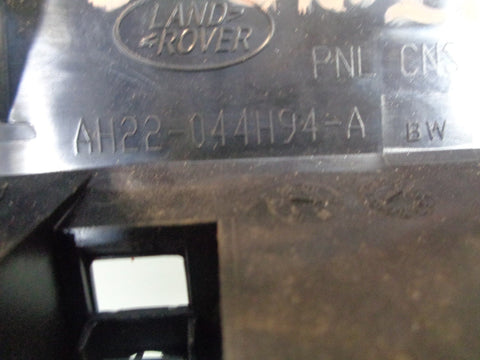 LAND
ROVER
PNL CNS
AH22-044H94-A
BW